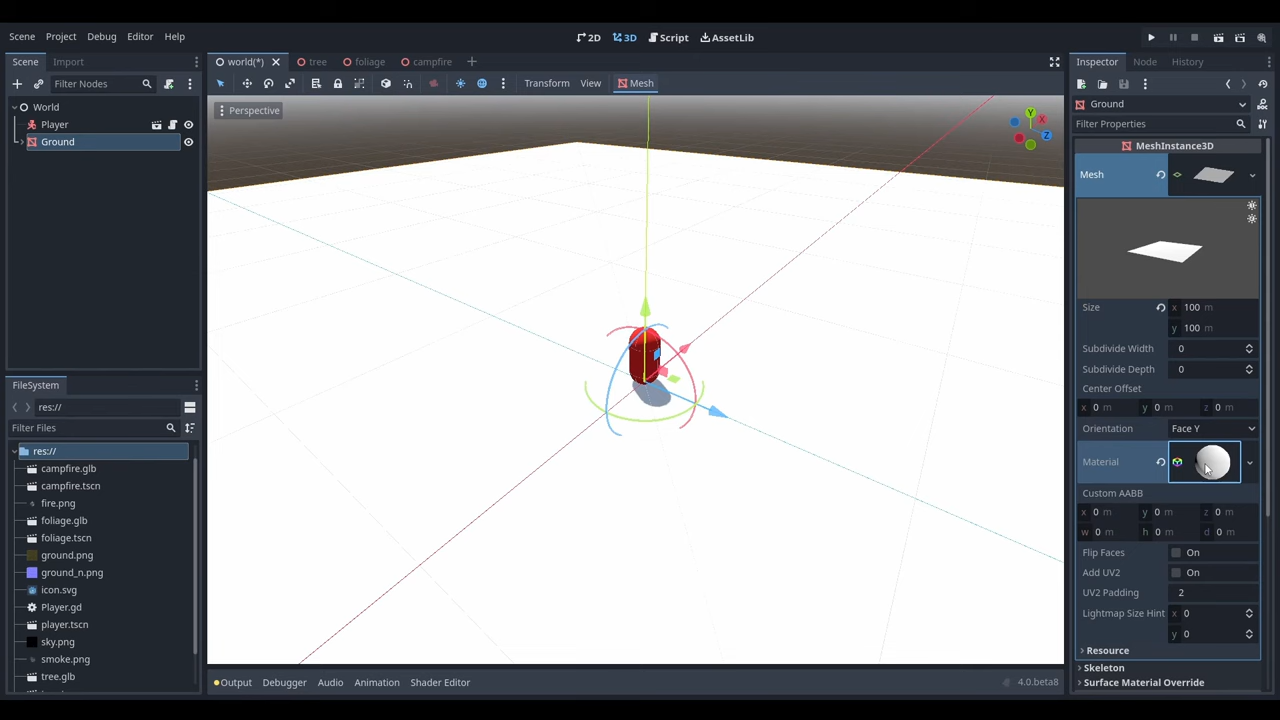 Scene Project Debug Editor Help
2D 3D Script AssetLib
Scene Import
world(*) tree foliage campfire
Inspector Node History
Filter Nodes
Transform View Mesh
World
Player
Ground
Perspective
Y X Z
Ground
Filter Properties
MeshInstance3D
Mesh
Size x 100 m
y 100 m
Subdivide Width 0
Subdivide Depth 0
Center Offset
x 0 m y 0 m z 0 m
Orientation Face Y
Material
Custom AABB
x 0 m y 0 m z 0 m
w 0 m h 0 m d 0 m
Flip Faces On
Add UV2 On
UV2 Padding 2
Lightmap Size Hint x 0
y 0
Resource
Skeleton
Surface Material Override
FileSystem
res://
Filter Files
res://
campfire.glb
campfire.tscn
fire.png
foliage.glb
foliage.tscn
ground.png
ground_n.png
icon.svg
Player.gd
player.tscn
sky.png
smoke.png
tree.glb
Output Debugger Audio Animation Shader Editor
4.0.beta8